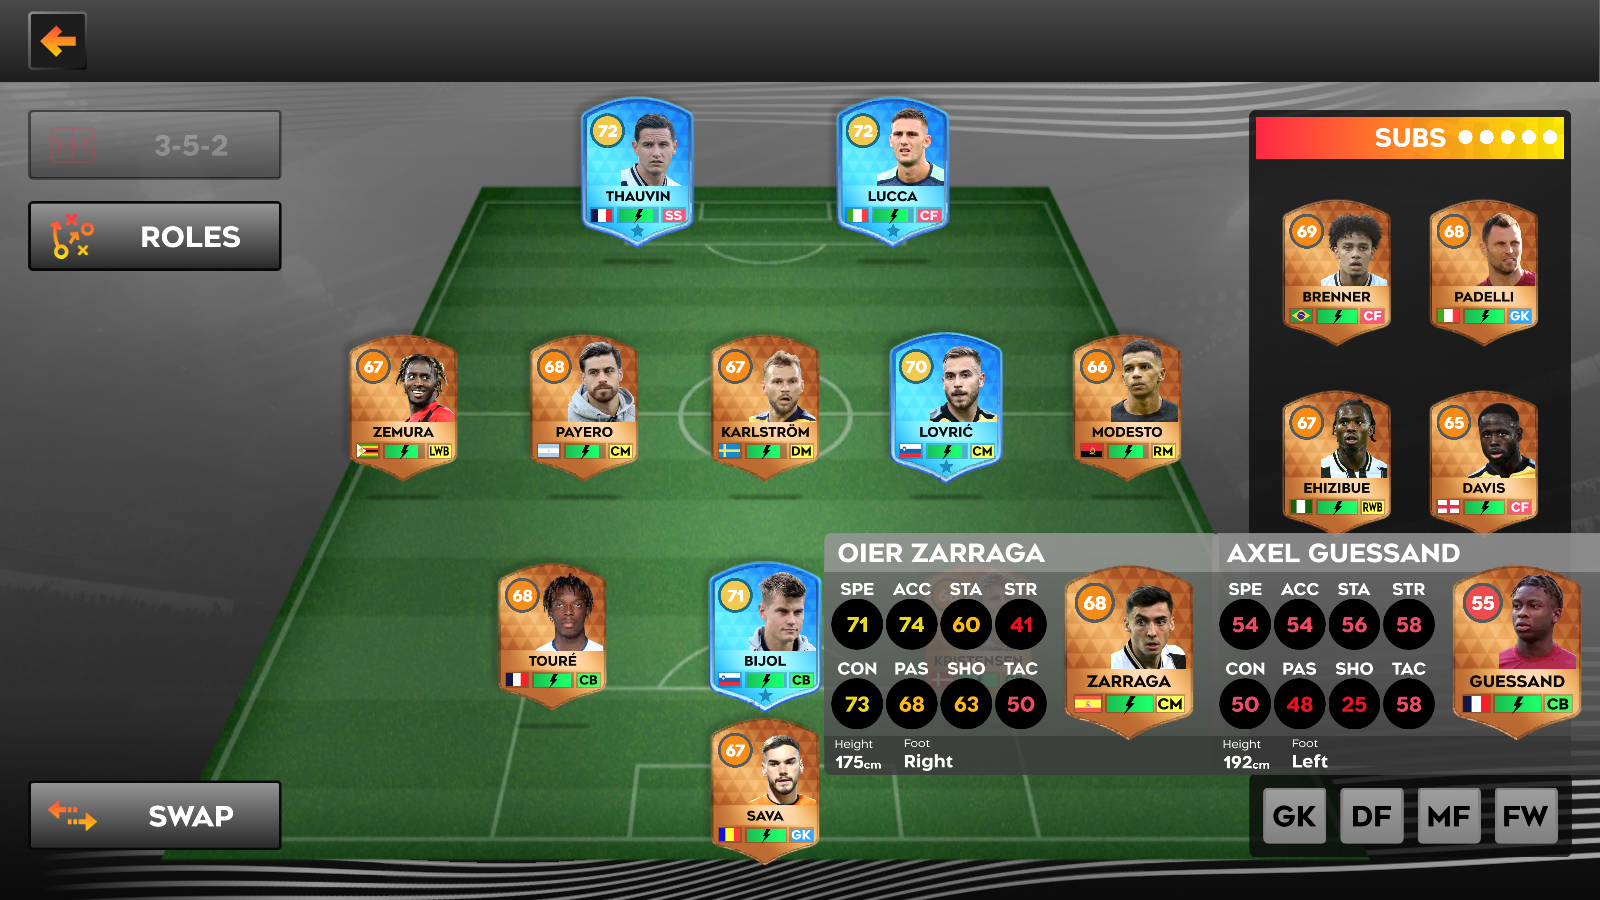 3-5-2
ROLES
72
THAUVIN
SS
72
LUCCA
CF
SUBS
69
BRENNER
CF
68
PADELLI
GK
67
ZEMURA
LWB
68
PAYERO
CM
67
KARLSTRÖM
DM
70
LOVRIĆ
CM
66
MODESTO
RM
67
EHIZIBUE
RWB
65
DAVIS
CF
68
TOURÉ
CB
71
BIJOL
CB
KRISTENSEN
OIER ZARRAGA
SPE ACC STA STR
71 74 60 41
CON PAS SHO TAC
73 68 63 50
Height Foot
175cm Right
68
ZARRAGA
CM
AXEL GUESSAND
SPE ACC STA STR
54 54 56 58
CON PAS SHO TAC
50 48 25 58
Height Foot
192cm Left
55
GUESSAND
CB
67
SAVA
GK
SWAP
GK DF MF FW